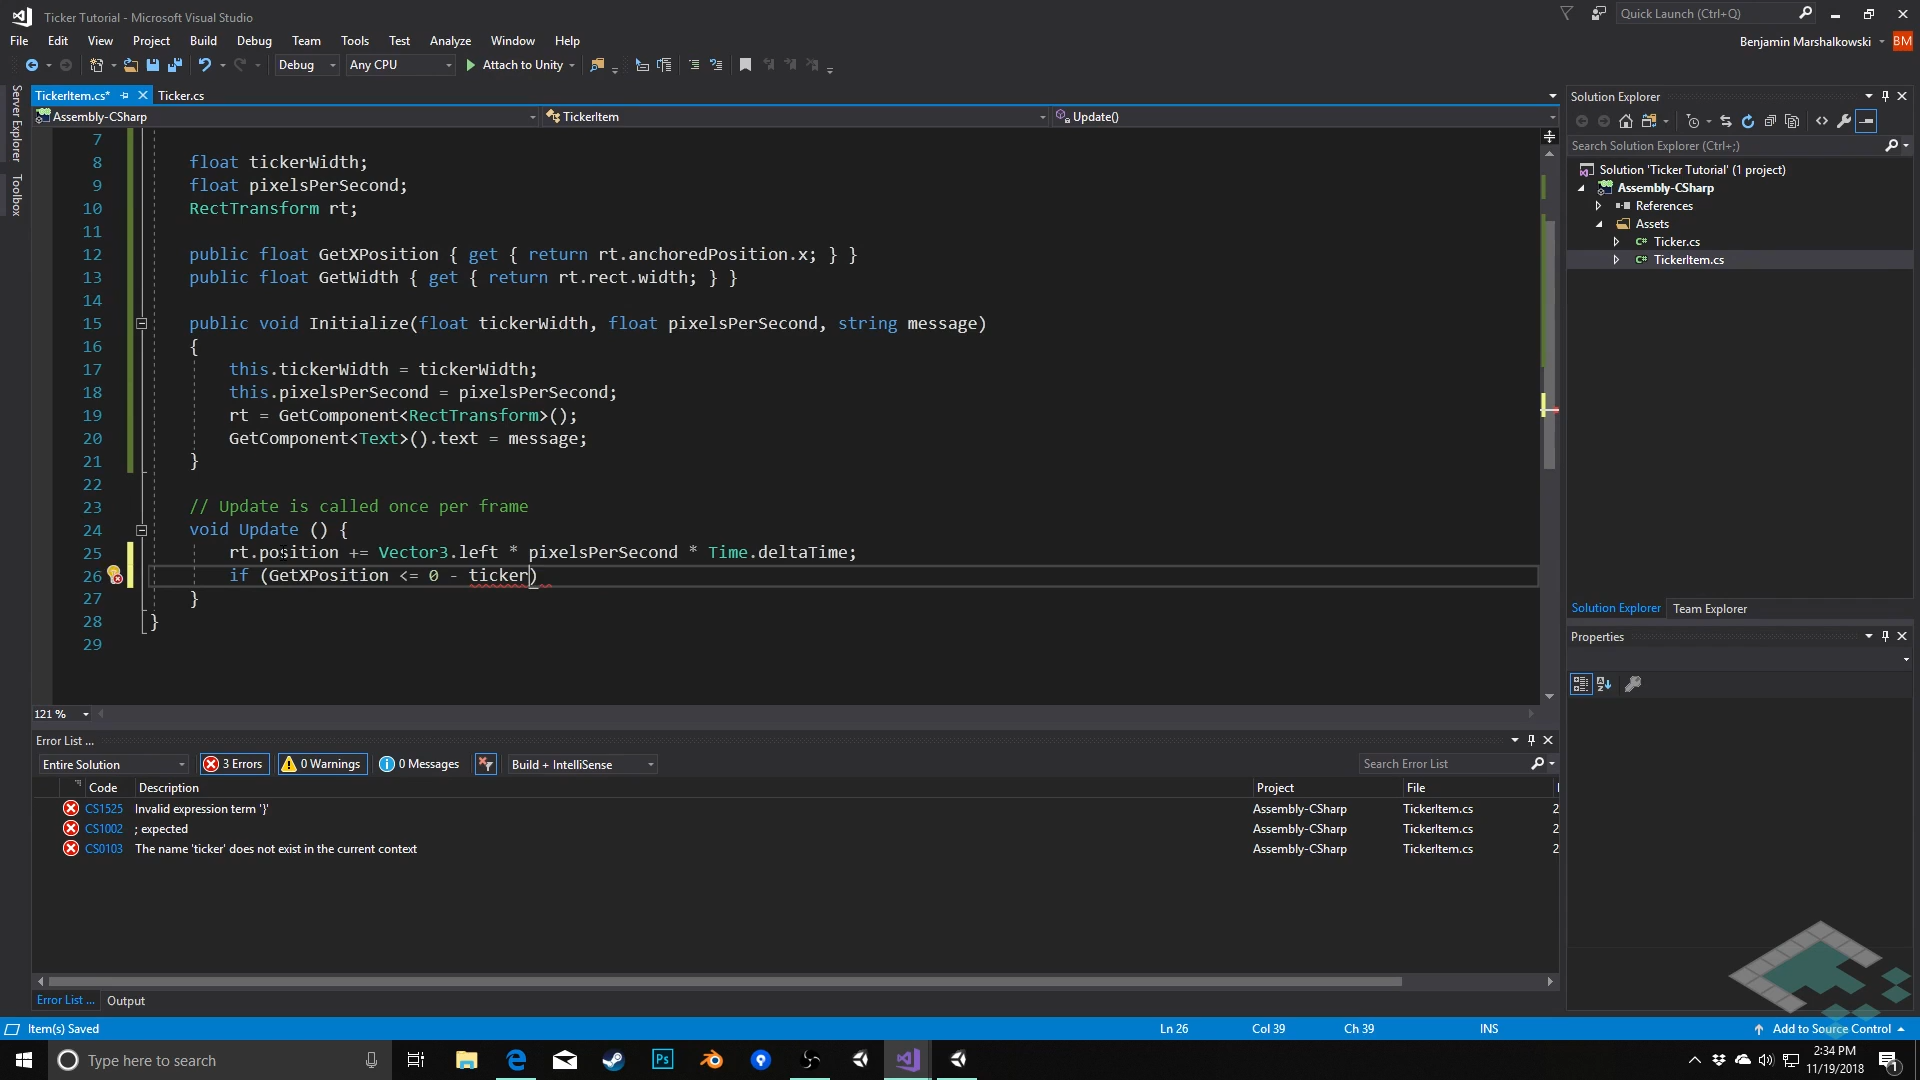 Ticker Tutorial - Microsoft Visual Studio
Quick Launch (Ctrl+Q)
File Edit View Project Build Debug Team Tools Test Analyze Window Help
Benjamin Marshalkowski BM
Debug Any CPU Attach to Unity
Server Explorer
Toolbox
TickerItem.cs* Ticker.cs
Assembly-CSharp TickerItem Update()
7
8 float tickerWidth;
9 float pixelsPerSecond;
10 RectTransform rt;
11
12 public float GetXPosition { get { return rt.anchoredPosition.x; } }
13 public float GetWidth { get { return rt.rect.width; } }
14
15 public void Initialize(float tickerWidth, float pixelsPerSecond, string message)
16 {
17 this.tickerWidth = tickerWidth;
18 this.pixelsPerSecond = pixelsPerSecond;
19 rt = GetComponent<RectTransform>();
20 GetComponent<Text>().text = message;
21 }
22
23 // Update is called once per frame
24 void Update () {
25 rt.position += Vector3.left * pixelsPerSecond * Time.deltaTime;
26 if (GetXPosition <= 0 - ticker)
27 }
28 }
29
121 %
Solution Explorer
Search Solution Explorer (Ctrl+;)
Solution 'Ticker Tutorial' (1 project)
Assembly-CSharp
References
Assets
C# Ticker.cs
C# TickerItem.cs
Solution Explorer Team Explorer
Properties
Error List ...
Entire Solution 3 Errors 0 Warnings 0 Messages Build + IntelliSense Search Error List
Code Description Project File
CS1525 Invalid expression term '}' Assembly-CSharp TickerItem.cs 2
CS1002 ; expected Assembly-CSharp TickerItem.cs 2
CS0103 The name 'ticker' does not exist in the current context Assembly-CSharp TickerItem.cs 2
Error List ... Output
Item(s) Saved Ln 26 Col 39 Ch 39 INS Add to Source Control
Type here to search
Ps
2:34 PM
11/19/2018
1